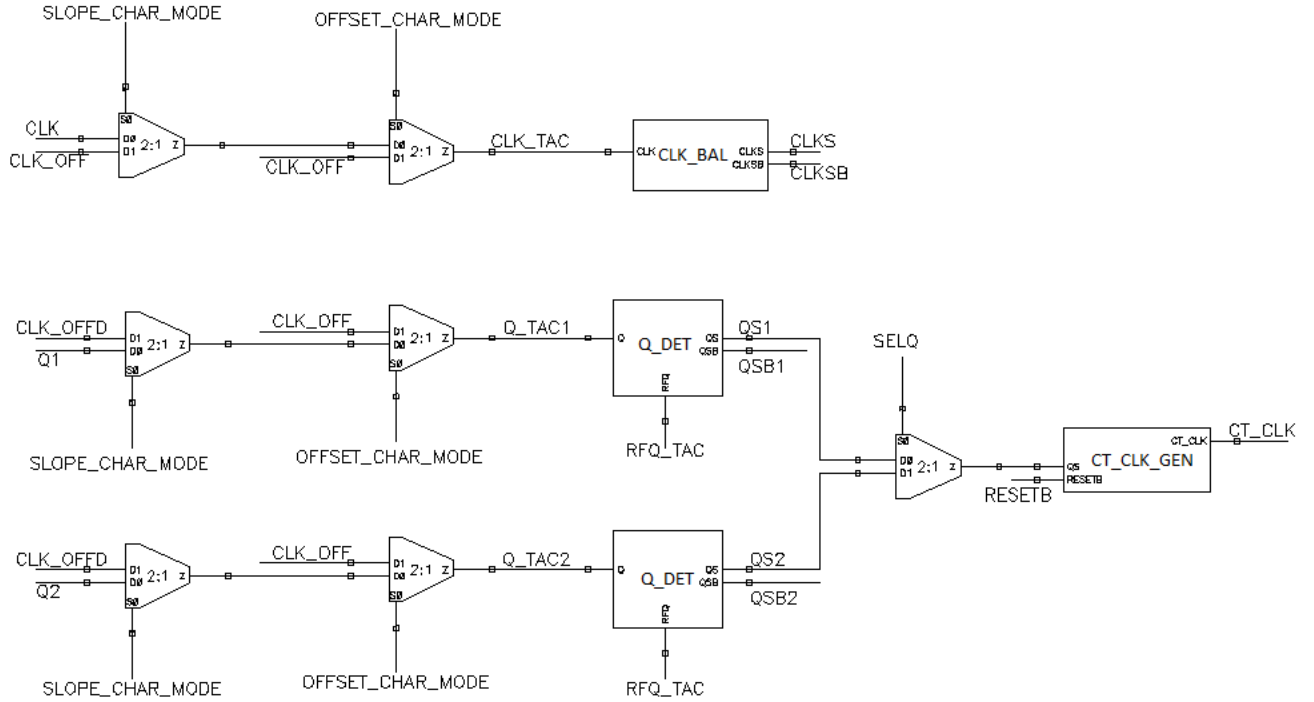 SLOPE_CHAR_MODE
OFFSET_CHAR_MODE
CLK
CLK_OFF
S0
D0
D1
2:1
Z
CLK_OFF
S0
D0
D1
2:1
Z
CLK_TAC
CLK
CLK_BAL
CLKS
CLKSB
CLKS
CLKSB
CLK_OFFD
Q1
D1
D0
S0
2:1
Z
SLOPE_CHAR_MODE
CLK_OFF
D1
D0
S0
2:1
Z
OFFSET_CHAR_MODE
Q_TAC1
Q
Q_DET
QS
QSB
RFQ
QS1
QSB1
RFQ_TAC
SELQ
S0
D0
D1
2:1
Z
QS
RESETB
CT_CLK_GEN
CT_CLK
RESETB
CT_CLK
CLK_OFFD
Q2
D1
D0
S0
2:1
Z
SLOPE_CHAR_MODE
CLK_OFF
D1
D0
S0
2:1
Z
OFFSET_CHAR_MODE
Q_TAC2
Q
Q_DET
QS
QSB
RFQ
QS2
QSB2
RFQ_TAC